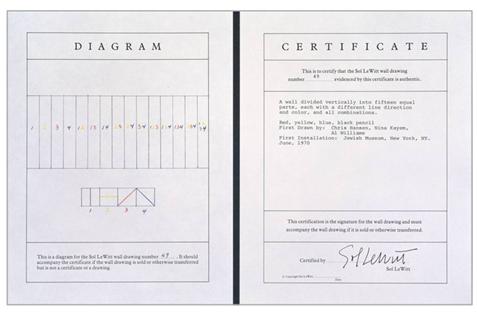 DIAGRAM
1 2 3 4 12 13 14 23 24 34 123 124 134 234 1234
1 2 3 4
This is a diagram for the Sol LeWitt wall drawing number 49 . It should
accompany the certificate if the wall drawing is sold or otherwise transferred
but is not a certificate or a drawing.
CERTIFICATE
This is to certify that the Sol LeWitt wall drawing
number 49 evidenced by this certificate is authentic.
A wall divided vertically into fifteen equal
parts, each with a different line direction
and color, and all combinations.
Red, yellow, blue, black pencil
First Drawn by: Chris Hansen, Nina Kayem,
Al Williams
First Installation: Jewish Museum, New York, NY.
June, 1970
This certification is the signature for the wall drawing and must
accompany the wall drawing if it is sold or otherwise transferred.
Certified by Sol LeWitt
Sol LeWitt
© Copyright Sol LeWitt
Date